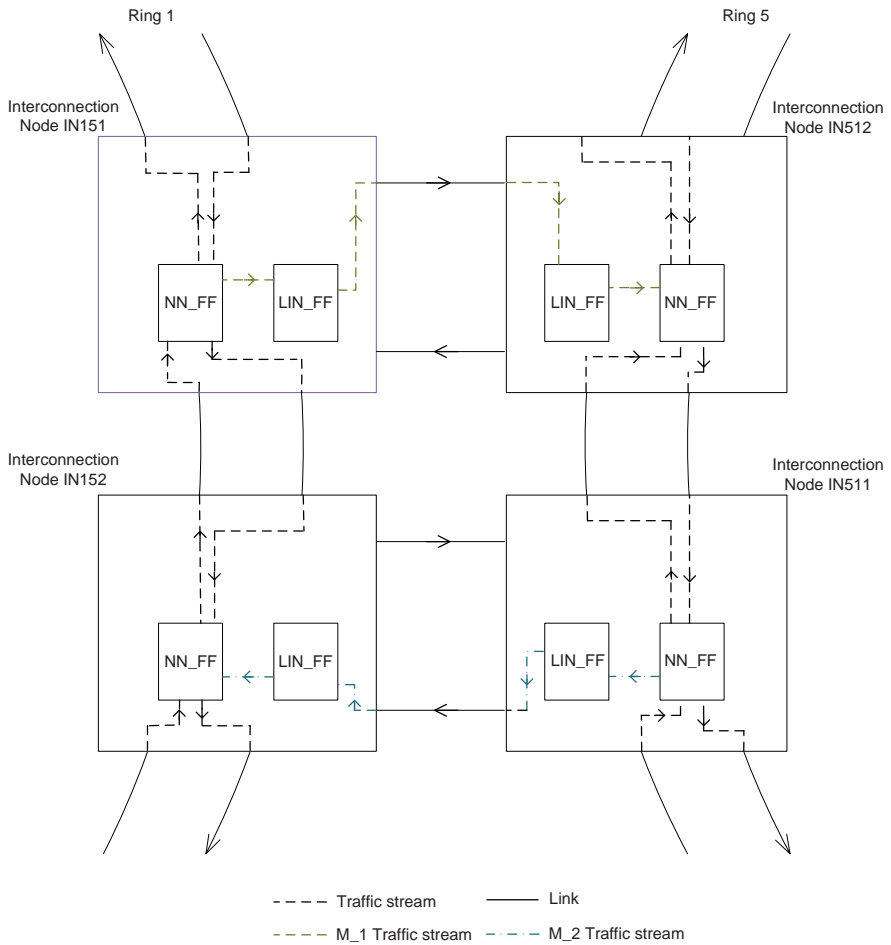 Ring 1
Ring 5
Interconnection
Node IN151
Interconnection
Node IN512
NN_FF
LIN_FF
LIN_FF
NN_FF
Interconnection
Node IN152
Interconnection
Node IN511
NN_FF
LIN_FF
LIN_FF
NN_FF
Traffic stream
Link
M_1 Traffic stream
M_2 Traffic stream